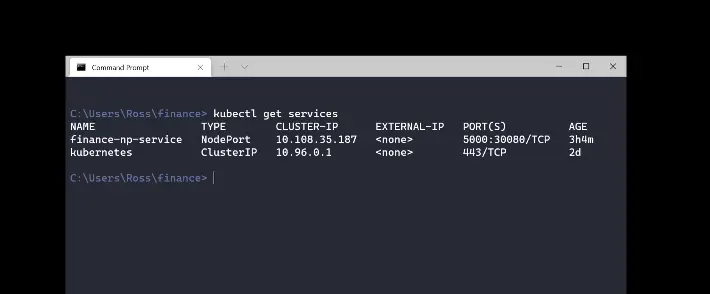 Command Prompt
C:\Users\Ross\finance> kubectl get services
NAME TYPE CLUSTER-IP EXTERNAL-IP PORT(S) AGE
finance-np-service NodePort 10.108.35.187 <none> 5000:30080/TCP 3h4m
kubernetes ClusterIP 10.96.0.1 <none> 443/TCP 2d
C:\Users\Ross\finance>